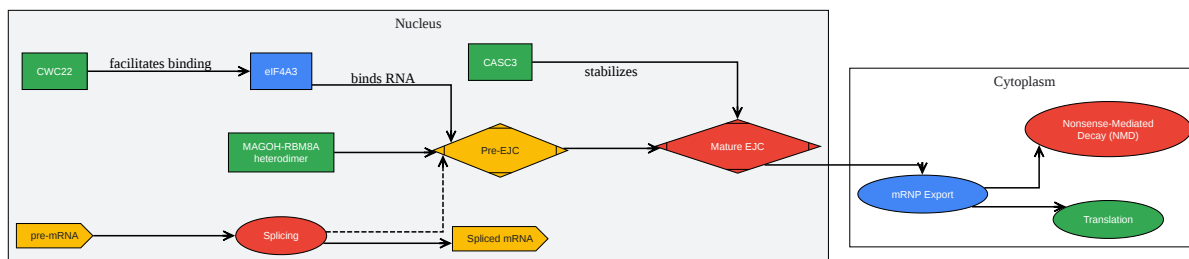 Nucleus
CWC22
facilitates binding
eIF4A3
binds RNA
CASC3
stabilizes
MAGOH-RBM8A
heterodimer
Pre-EJC
Mature EJC
pre-mRNA
Splicing
Spliced mRNA
Cytoplasm
Nonsense-Mediated
Decay (NMD)
mRNP Export
Translation